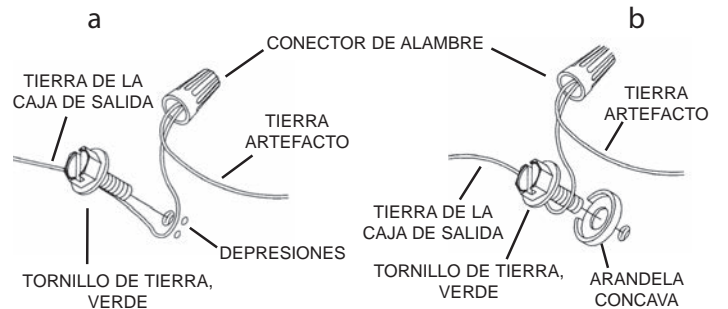 a
b
CONECTOR DE ALAMBRE
TIERRA DE LA
CAJA DE SALIDA
TIERRA
ARTEFACTO
DEPRESIONES
TORNILLO DE TIERRA,
VERDE
TIERRA
ARTEFACTO
TIERRA DE LA
CAJA DE SALIDA
TORNILLO DE TIERRA,
VERDE
ARANDELA
CONCAVA